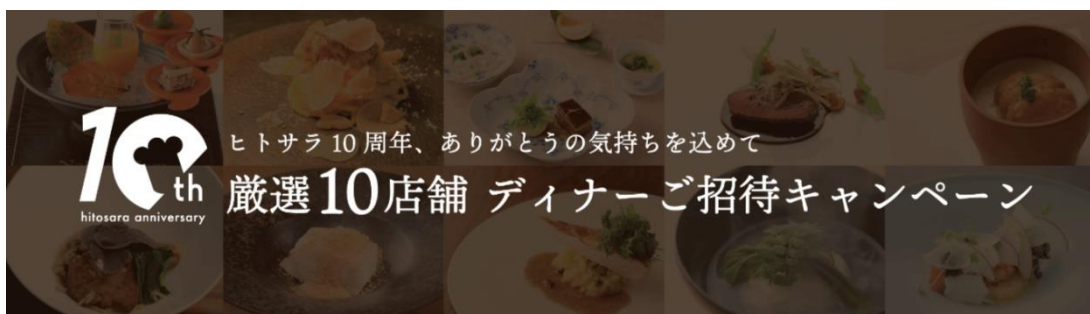 ヒトサラ 10 周年、ありがとうの気持ちを込めて
10th
hitosara anniversary
厳選10店舗 ディナーご招待キャンペーン